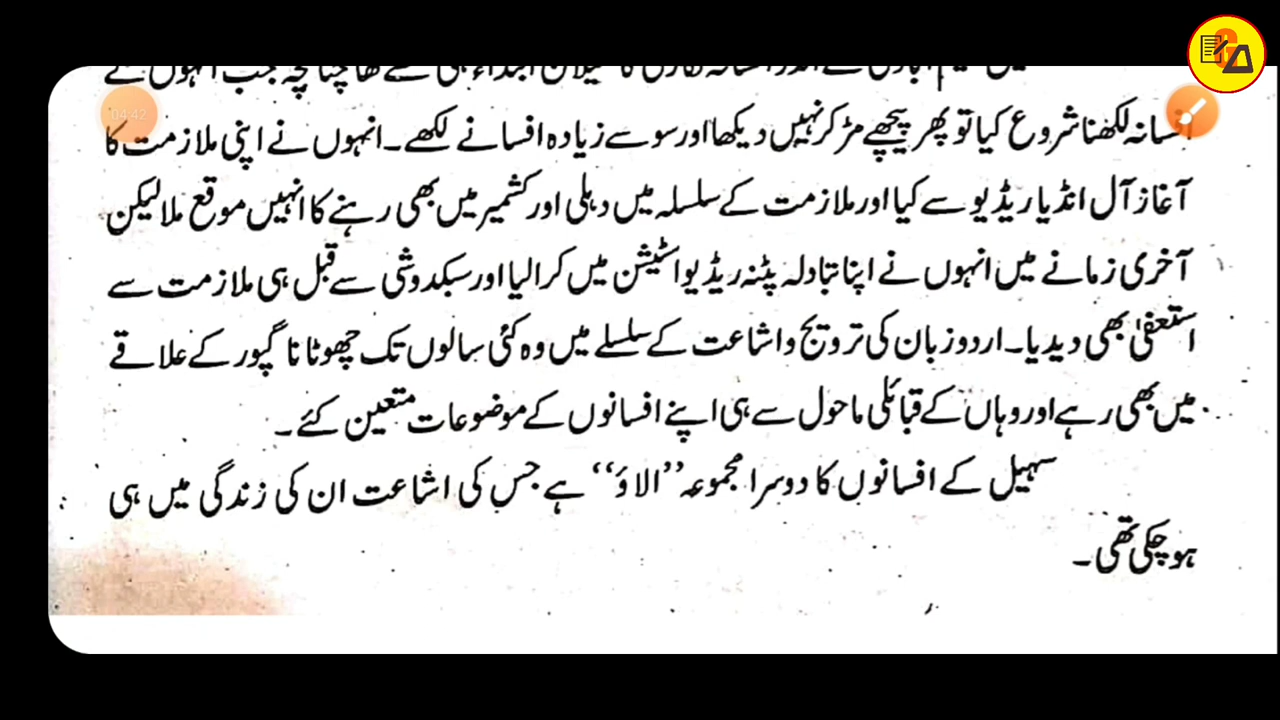 افسانہ لکھنا شروع کیا تو پھر پیچھے مڑ کر نہیں دیکھا اور سو سے زیادہ افسانے لکھے۔ انہوں نے اپنی ملازمت کا
آغاز آل انڈیا ریڈیو سے کیا اور ملازمت کے سلسلہ میں دہلی اور کشمیر میں بھی رہنے کا انہیں موقع ملا لیکن
آخری زمانے میں انہوں نے اپنا تبادلہ پٹنہ ریڈیو اسٹیشن میں کرالیا اور سبکدوشی سے قبل ہی ملازمت سے
استعفیٰ بھی دیدیا۔ اردو زبان کی ترویج و اشاعت کے سلسلے میں وہ کئی سالوں تک چھوٹا ناگپور کے علاقے
میں بھی رہے اور وہاں کے قبائلی ماحول سے ہی اپنے افسانوں کے موضوعات متعین کئے۔
سہیل کے افسانوں کا دوسرا مجموعہ ”الاؤ“ ہے جس کی اشاعت ان کی زندگی میں ہی
ہو چکی تھی۔
04:42